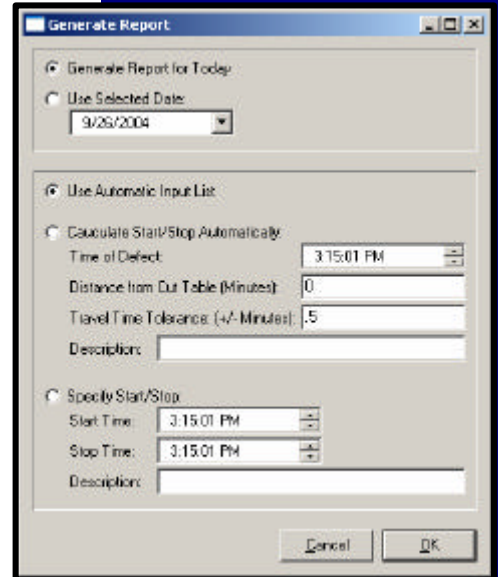 Generate Report
Generate Report for Today
Use Selected Date:
9/26/2004
Use Automatic Input List
Cauculate Start/Stop Automatically:
Time of Defect: 3:15:01 PM
Distance from Cut Table (Minutes): 0
Travel Time Tolerance: (+/- Minutes): .5
Description:
Specify Start/Stop:
Start Time: 3:15:01 PM
Stop Time: 3:15:01 PM
Description:
Cancel OK